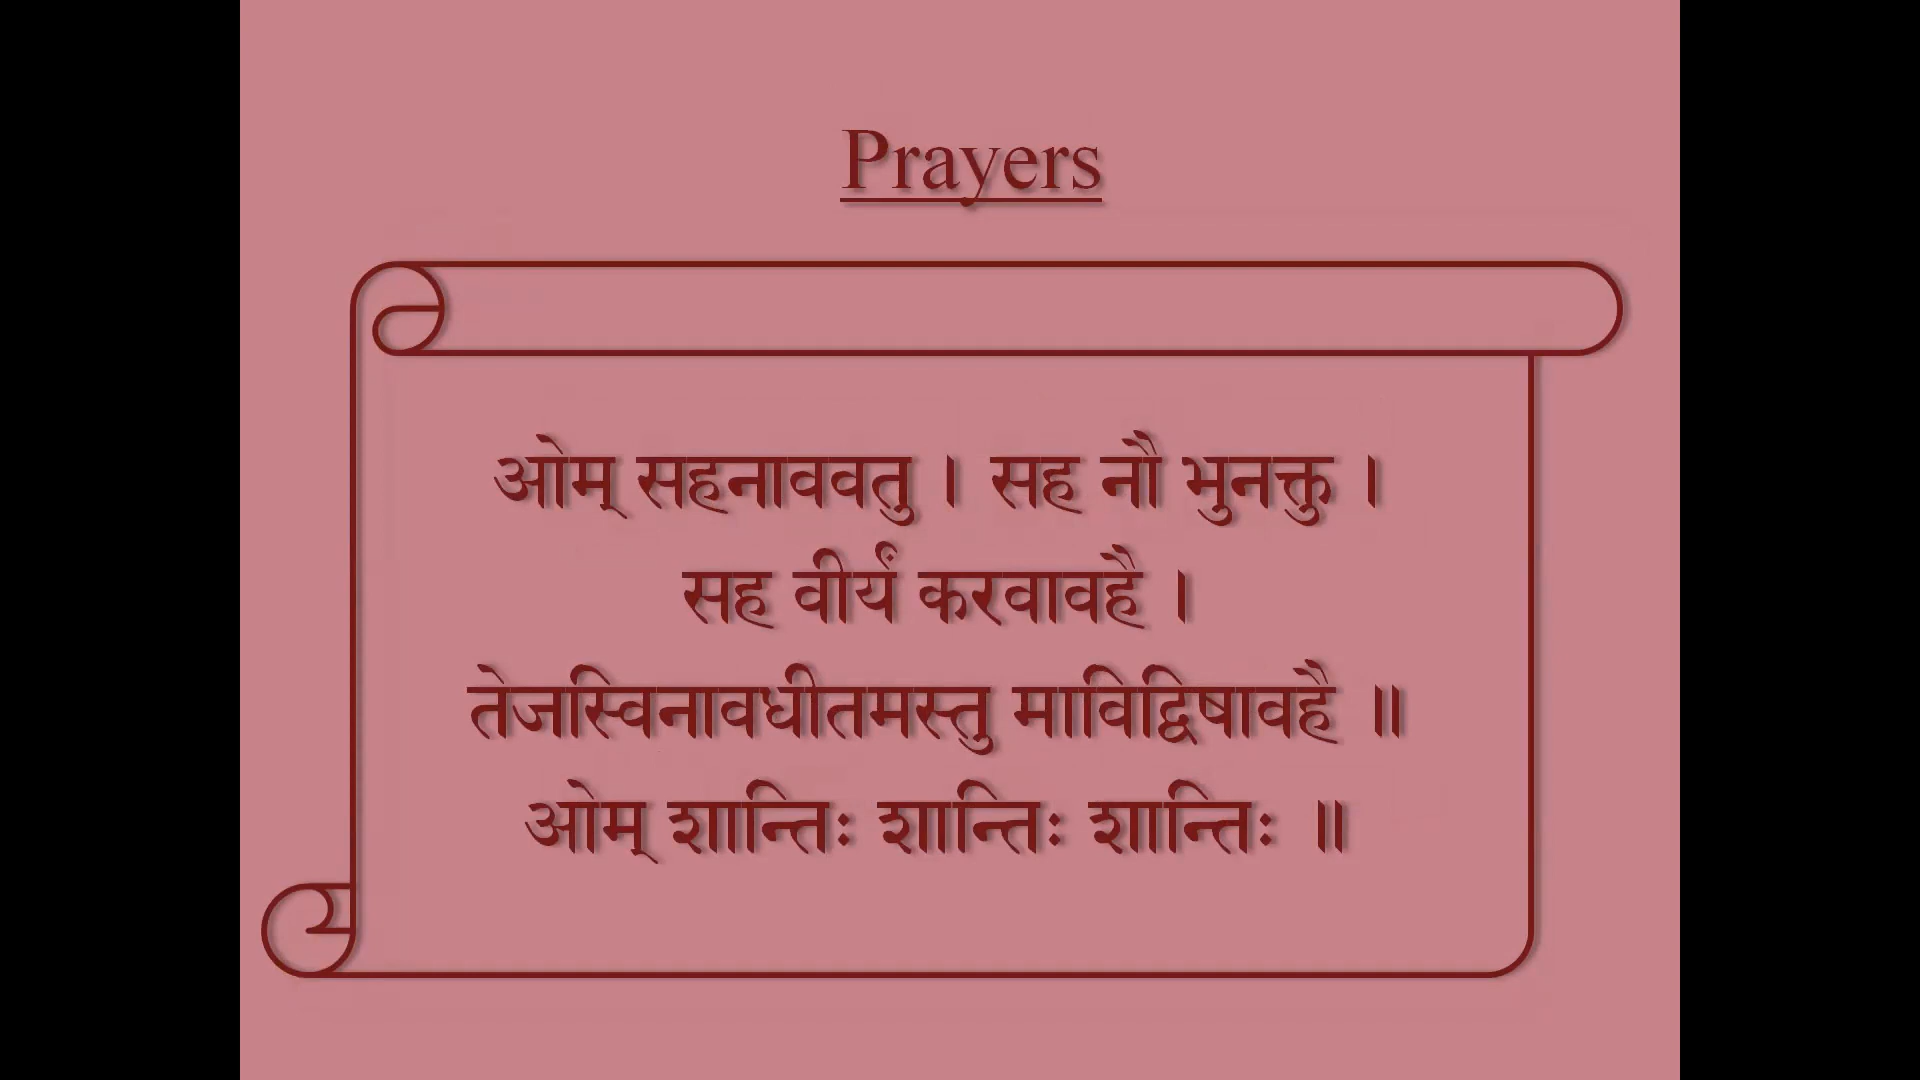 Prayers
ओम् सहनाववतु । सह नौ भुनक्तु ।
सह वीर्यं करवावहै ।
तेजस्विनावधीतमस्तु माविद्विषावहै ॥
ओम् शान्तिः शान्तिः शान्तिः ॥